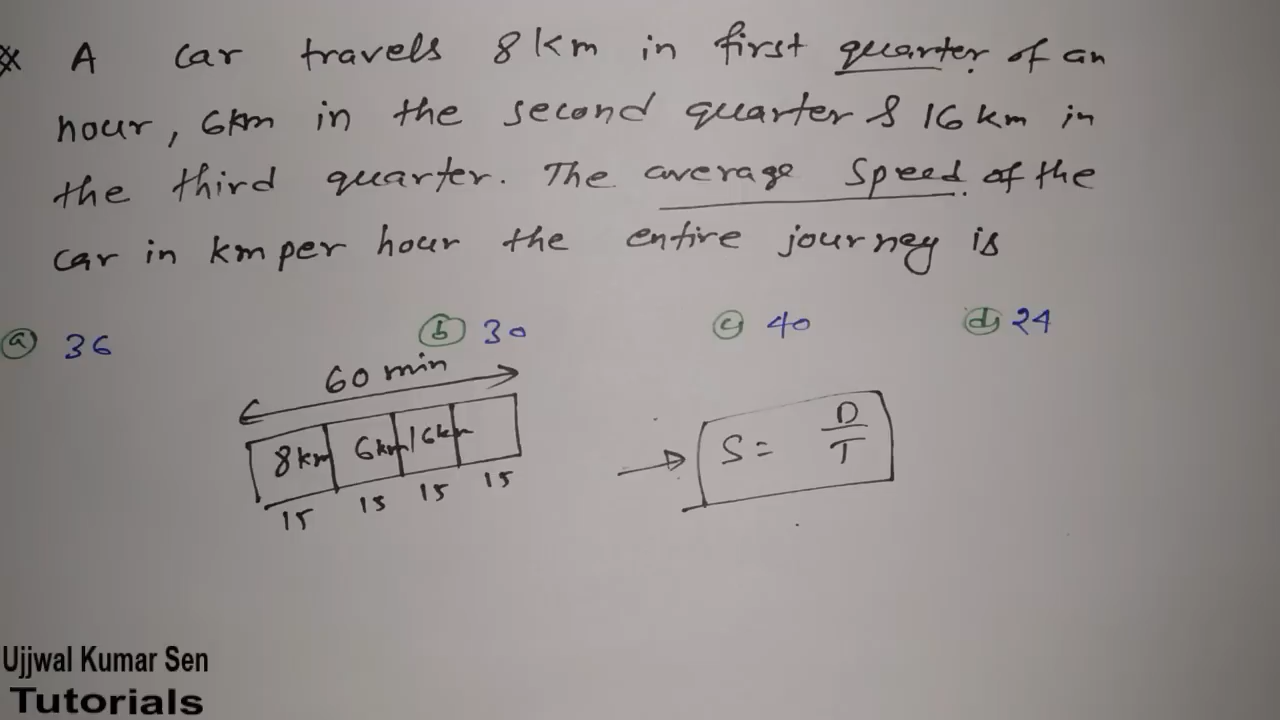 A car travels 8km in first quarter of an
hour, 6km in the second quarter & 16 km in
the third quarter. The average speed of the
car in km per hour the entire journey is
(a) 36 (b) 30 (c) 40 (d) 24
60 min
8km 6km 16km
15 15 15 15
S = D/T
Ujjwal Kumar Sen
Tutorials